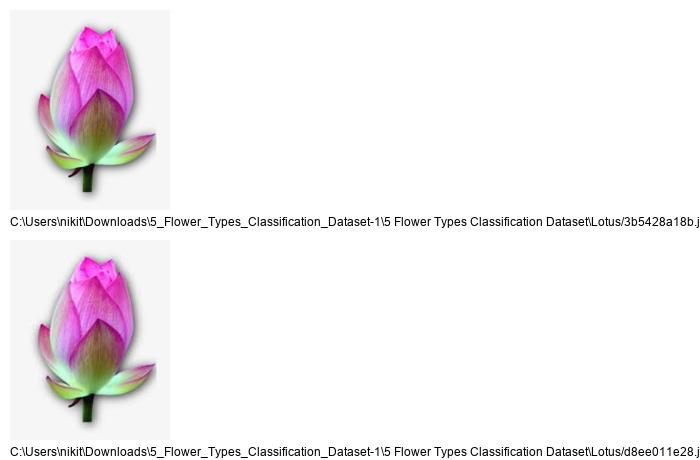 C:\Users\nikit\Downloads\5_Flower_Types_Classification_Dataset-1\5 Flower Types Classification Dataset\Lotus/3b5428a18b.j
C:\Users\nikit\Downloads\5_Flower_Types_Classification_Dataset-1\5 Flower Types Classification Dataset\Lotus/d8ee011e28.j